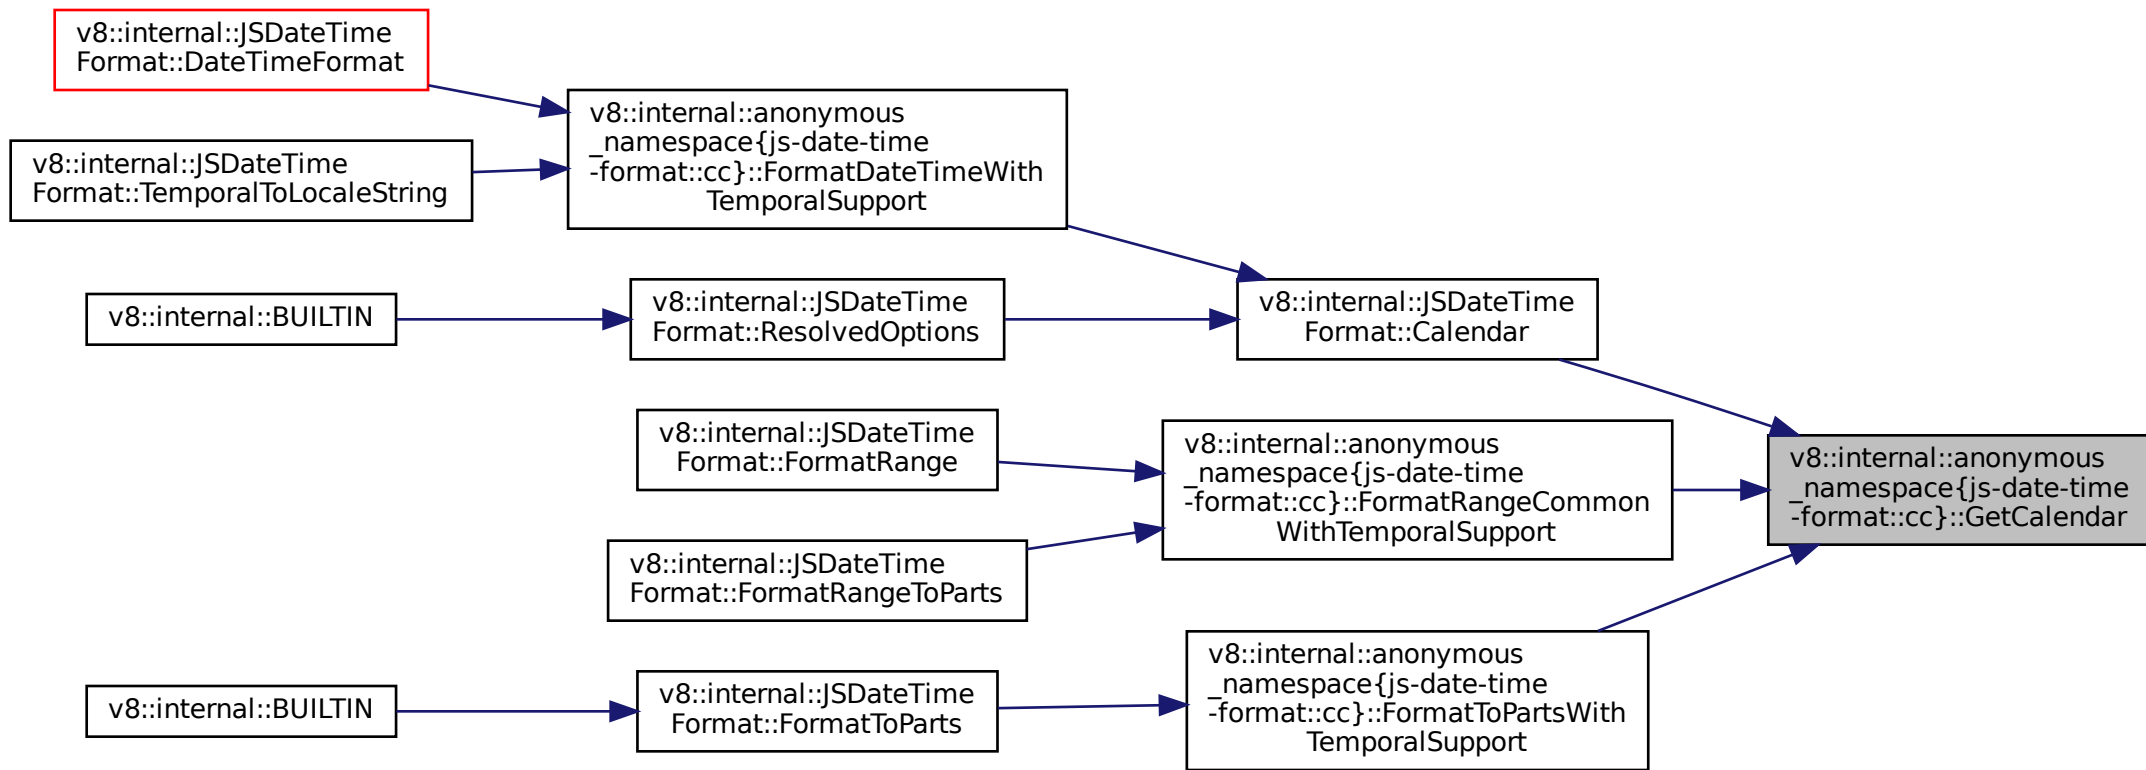 v8::internal::JSDateTime
Format::DateTimeFormat
v8::internal::JSDateTime
Format::TemporalToLocaleString
v8::internal::anonymous
_namespace{js-date-time
-format::cc}::FormatDateTimeWith
TemporalSupport
v8::internal::BUILTIN
v8::internal::JSDateTime
Format::ResolvedOptions
v8::internal::JSDateTime
Format::Calendar
v8::internal::JSDateTime
Format::FormatRange
v8::internal::JSDateTime
Format::FormatRangeToParts
v8::internal::anonymous
_namespace{js-date-time
-format::cc}::FormatRangeCommon
WithTemporalSupport
v8::internal::anonymous
_namespace{js-date-time
-format::cc}::GetCalendar
v8::internal::BUILTIN
v8::internal::JSDateTime
Format::FormatToParts
v8::internal::anonymous
_namespace{js-date-time
-format::cc}::FormatToPartsWith
TemporalSupport